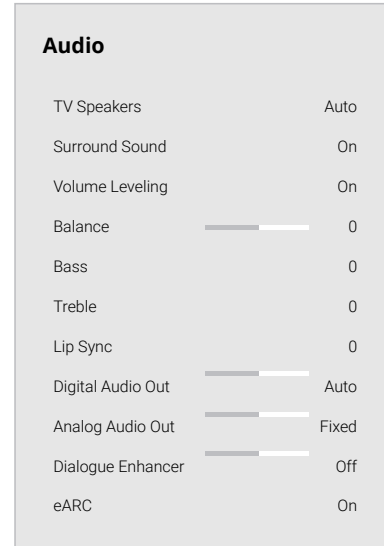 Audio
TV Speakers Auto
Surround Sound On
Volume Leveling On
Balance 0
Bass 0
Treble 0
Lip Sync 0
Digital Audio Out Auto
Analog Audio Out Fixed
Dialogue Enhancer Off
eARC On